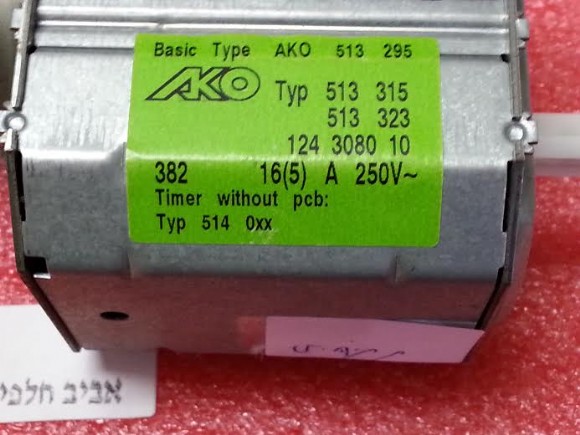 Basic Type AKO 513 295
AKO Typ 513 315
513 323
124 3080 10
382 16(5) A 250V~
Timer without pcb:
Typ 514 0xx
אביב